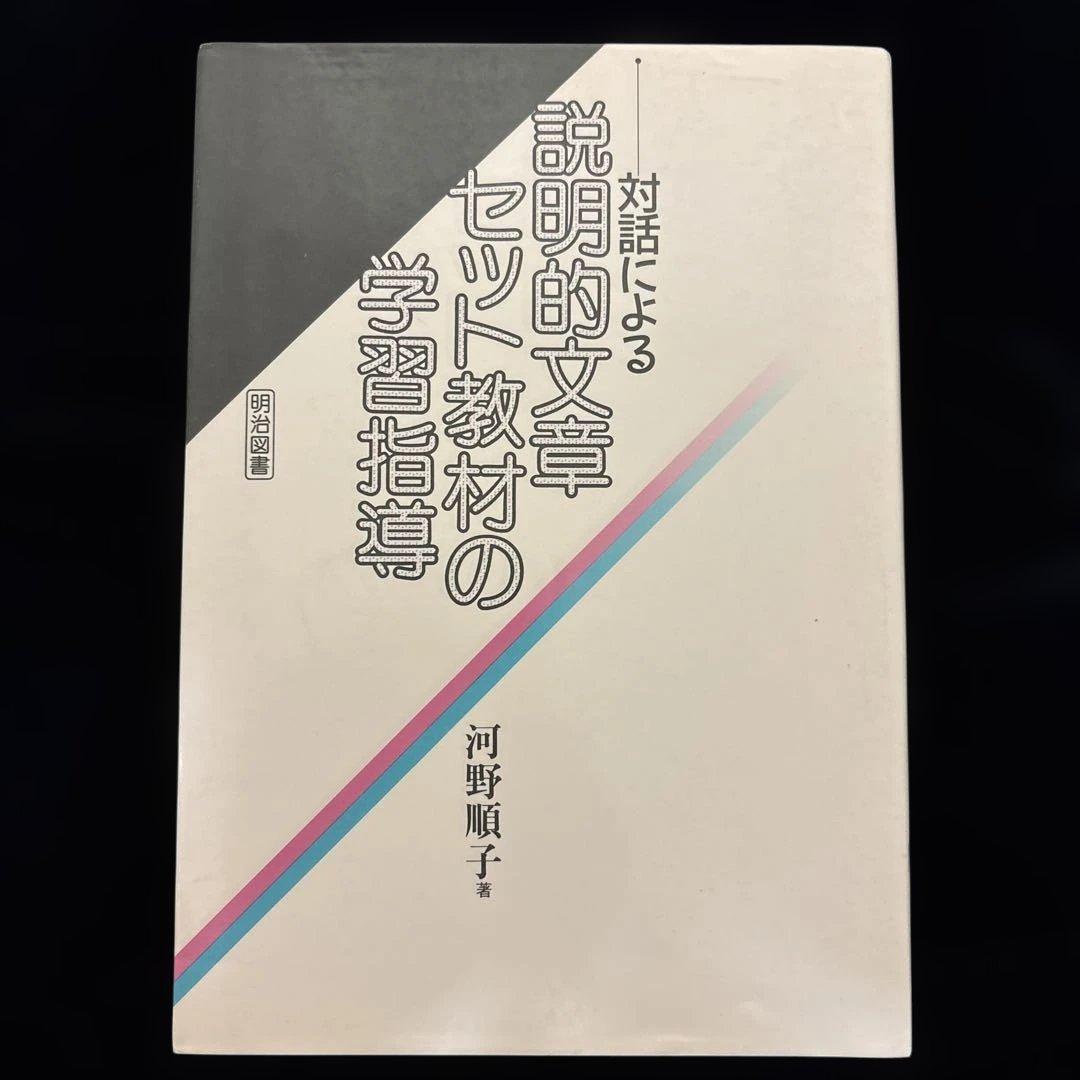 対話による
説明的文章
セット教材の
学習指導
明治図書
河野順子著